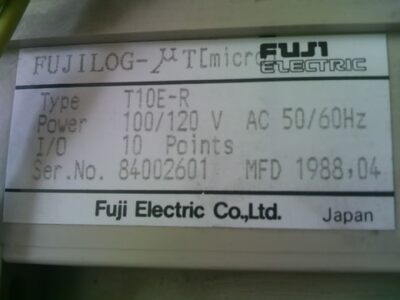 FUJILOG-μT[micro
FUJI
ELECTRIC
Type T10E-R
Power 100/120 V AC 50/60Hz
I/O 10 Points
Ser.No. 84002601 MFD 1988,04
Fuji Electric Co.,Ltd. Japan